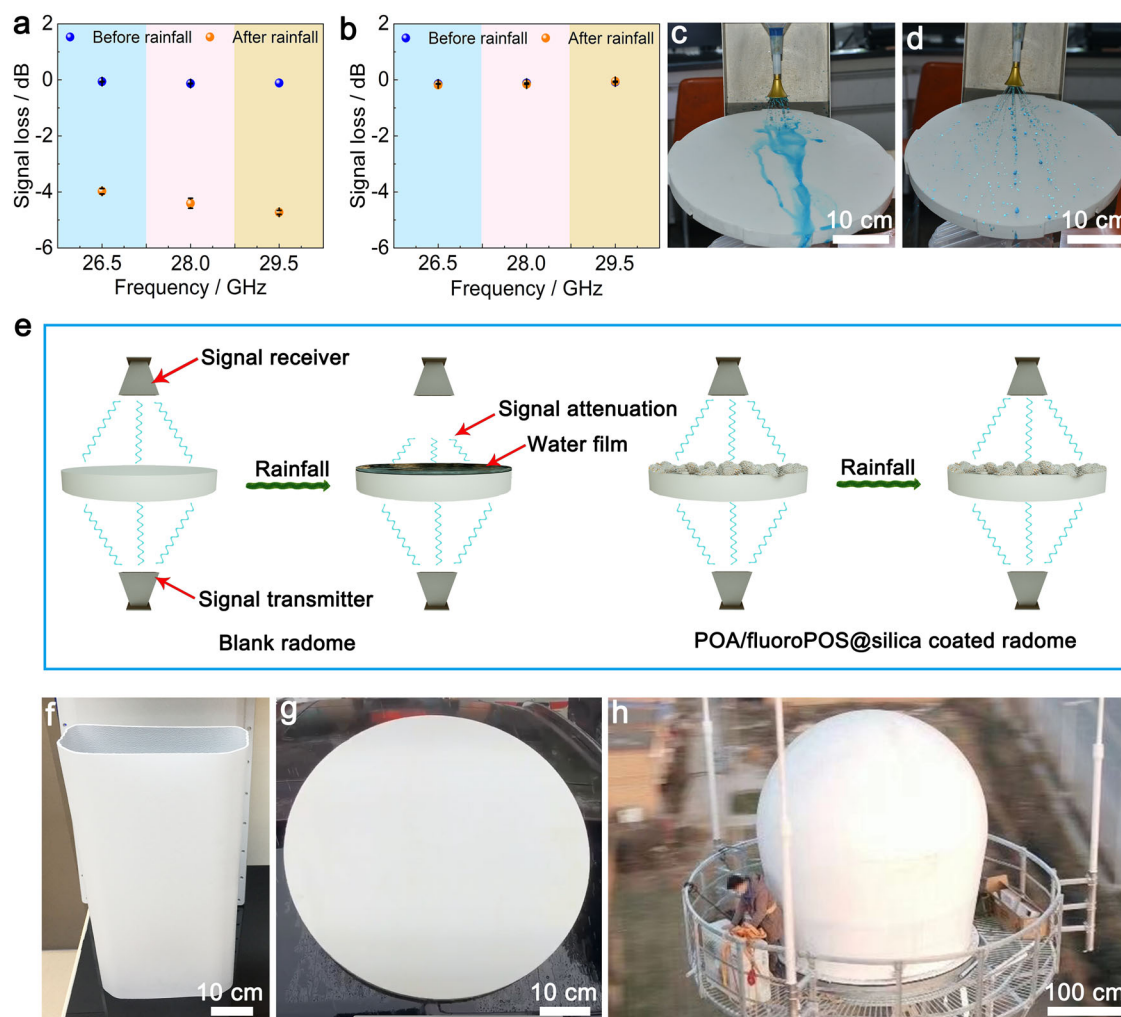 a
Before rainfall After rainfall
Signal loss / dB
2
0
-2
-4
-6
26.5 28.0 29.5
Frequency / GHz
b
Before rainfall After rainfall
Signal loss / dB
2
0
-2
-4
-6
26.5 28.0 29.5
Frequency / GHz
c
10 cm
d
10 cm
e
Signal receiver
Signal attenuation
Water film
Rainfall
Rainfall
Signal transmitter
Blank radome
POA/fluoroPOS@silica coated radome
f
10 cm
g
10 cm
h
100 cm